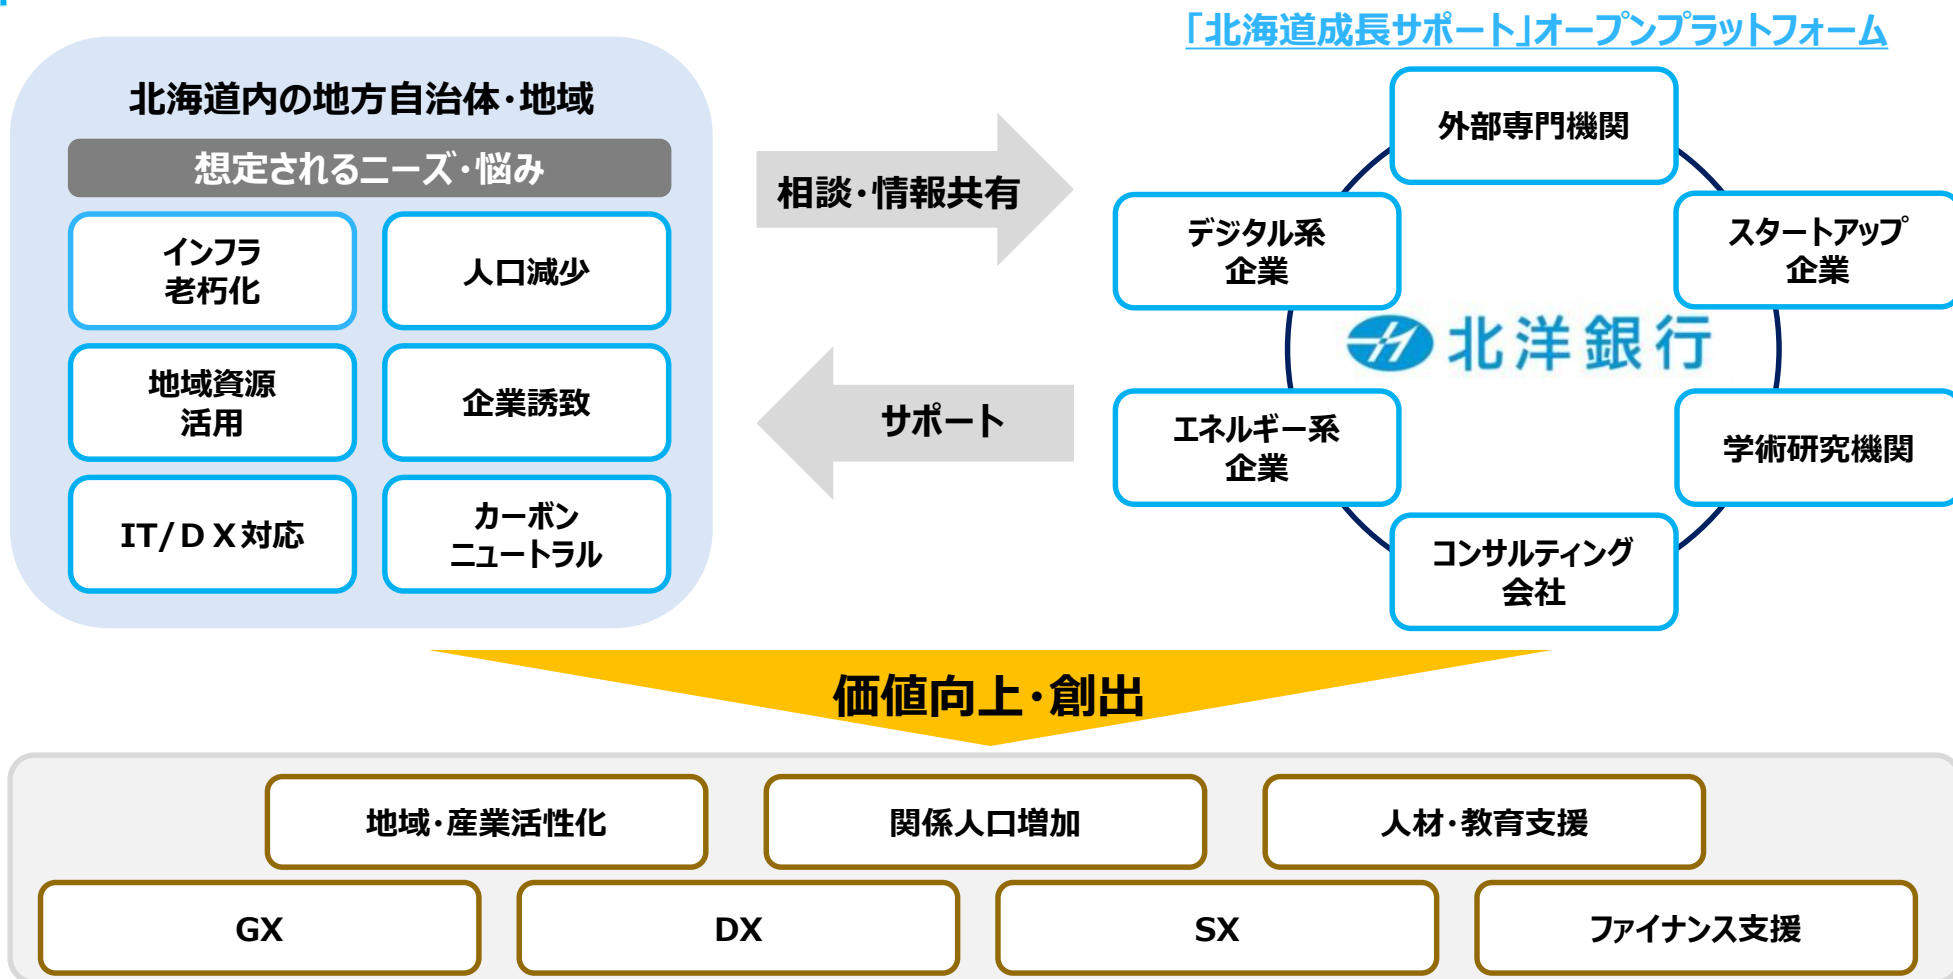 「北海道成長サポート」オープンプラットフォーム
北海道内の地方自治体・地域
想定されるニーズ・悩み
インフラ
老朽化
人口減少
地域資源
活用
企業誘致
IT/ＤＸ対応
カーボン
ニュートラル
相談・情報共有
サポート
外部専門機関
デジタル系
企業
スタートアップ
企業
北洋銀行
エネルギー系
企業
学術研究機関
コンサルティング
会社
価値向上・創出
地域・産業活性化
関係人口増加
人材・教育支援
GX
DX
SX
ファイナンス支援